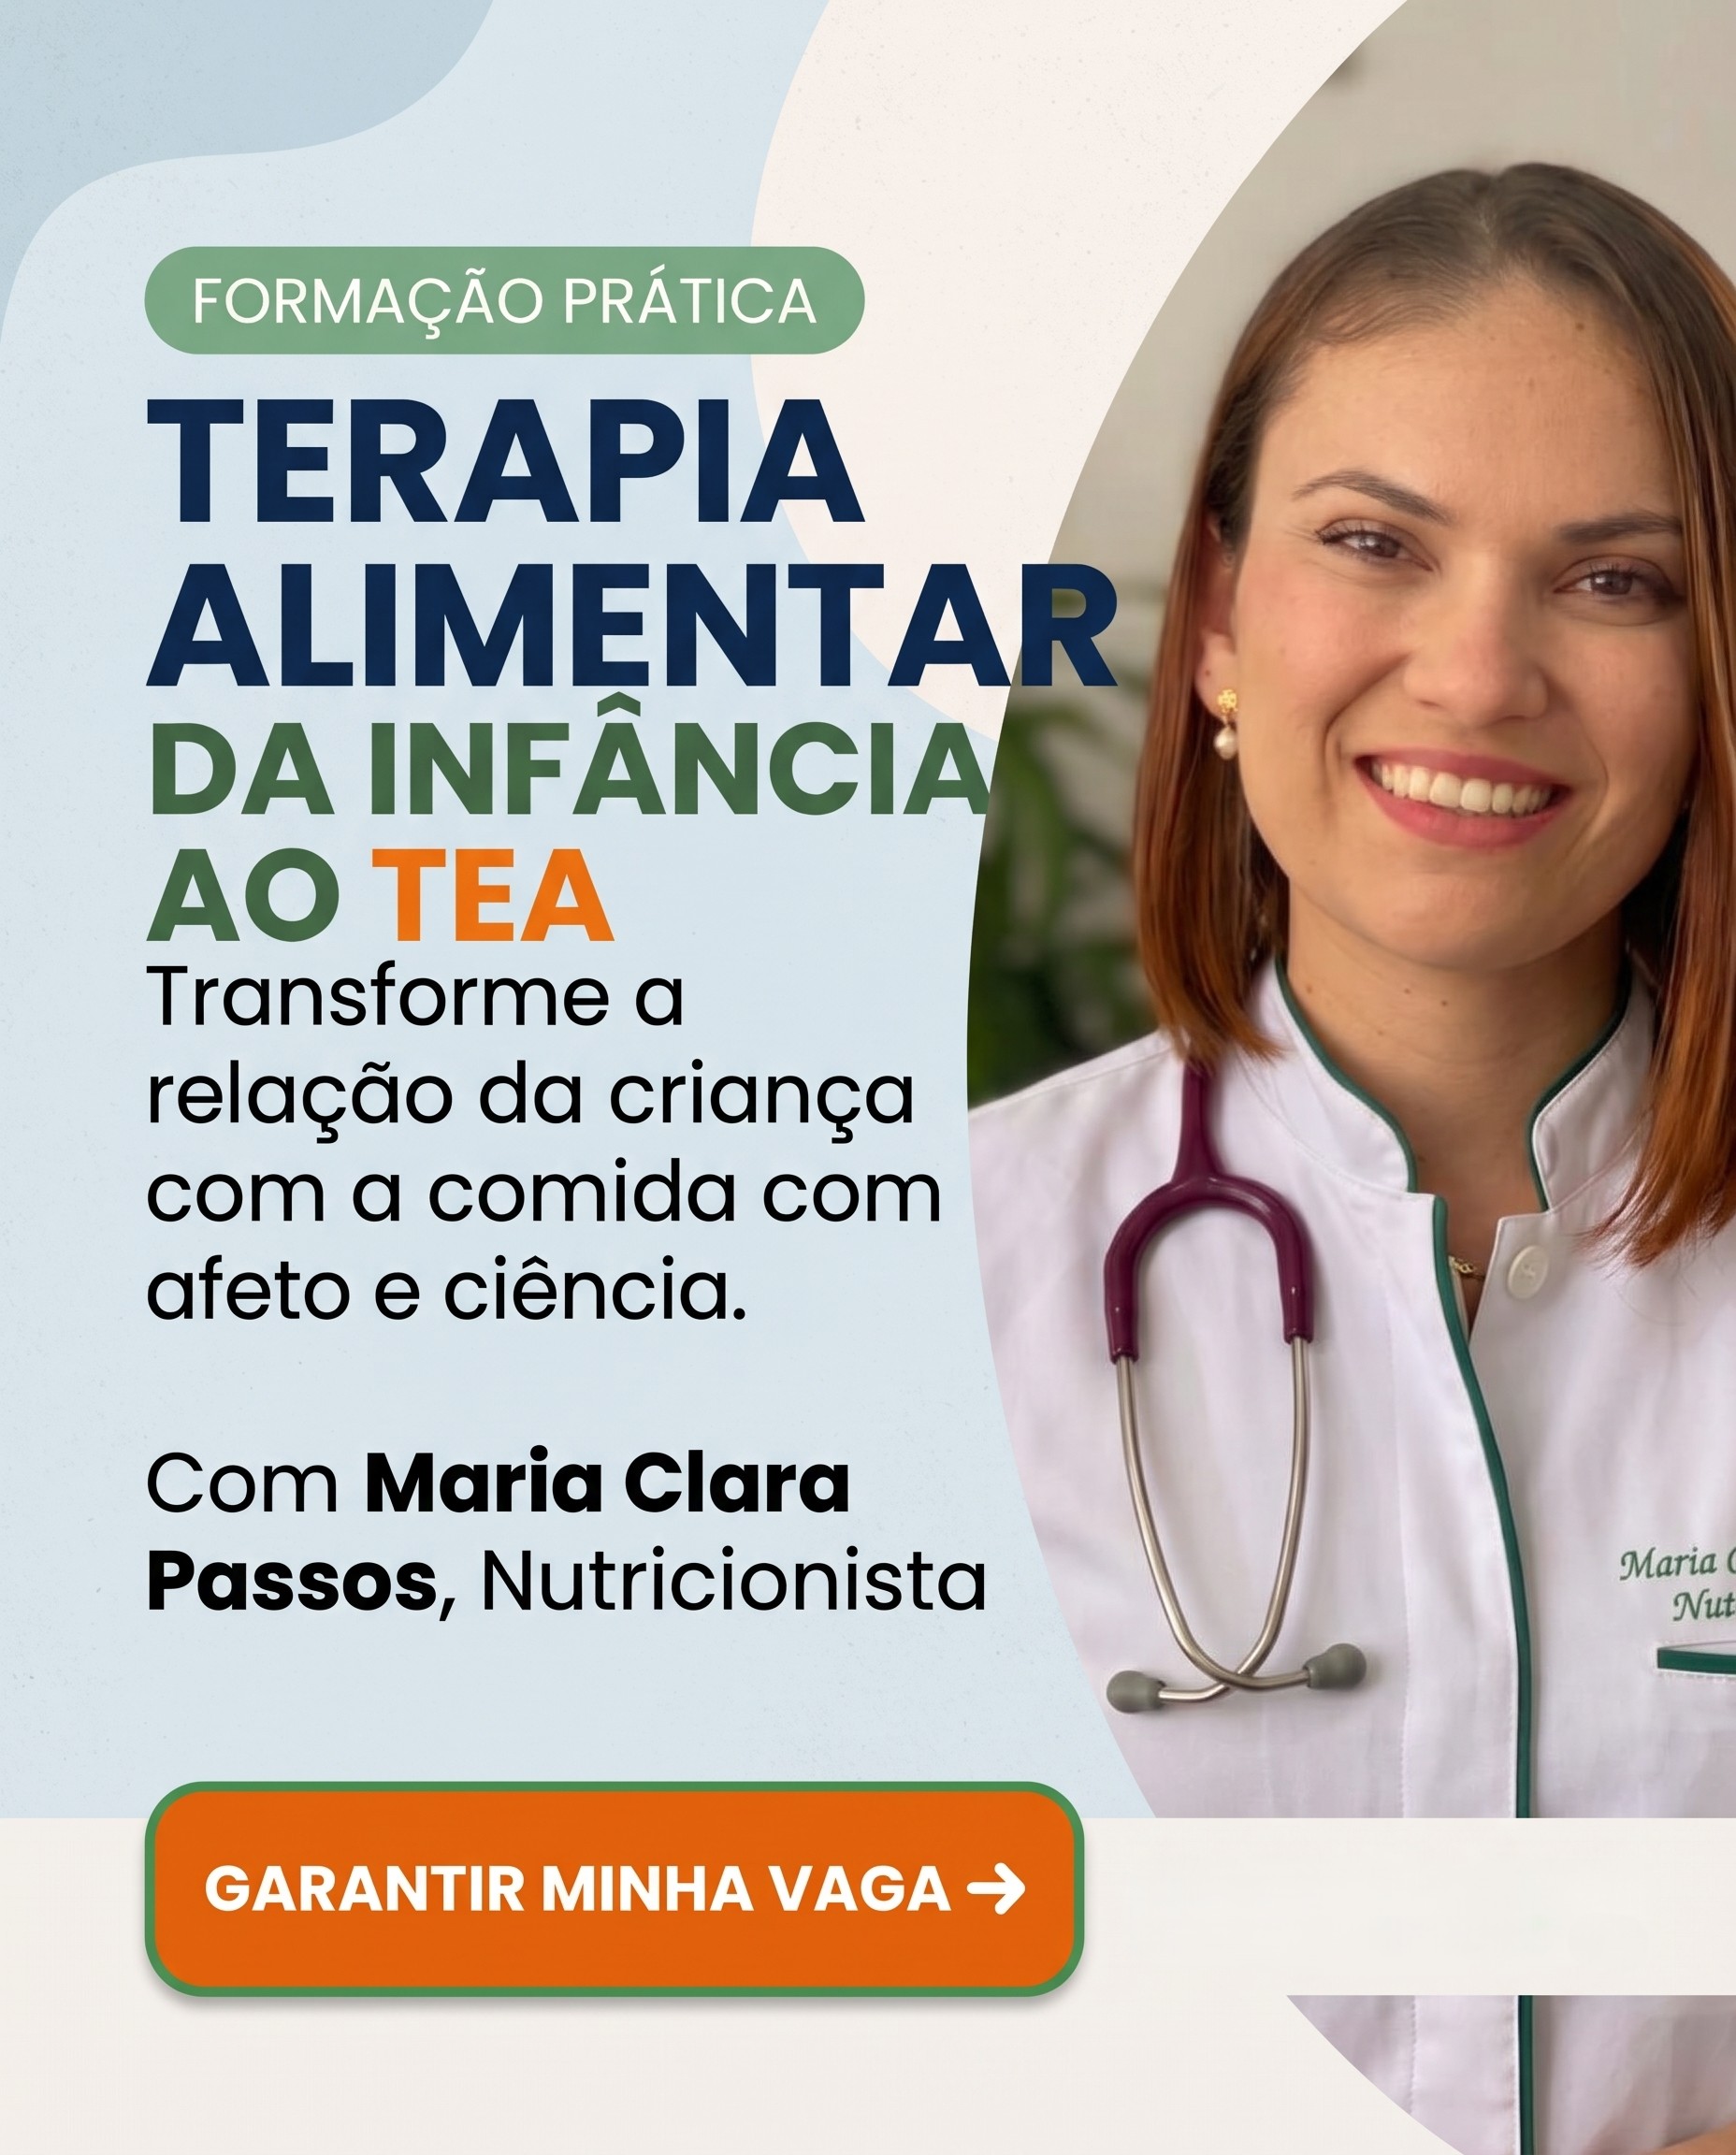 FORMAÇÃO PRÁTICA
TERAPIA
ALIMENTAR
DA INFÂNCIA
AO TEA
Transforme a
relação da criança
com a comida com
afeto e ciência.
Com Maria Clara
Passos, Nutricionista
Maria
GARANTIR MINHA VAGA →